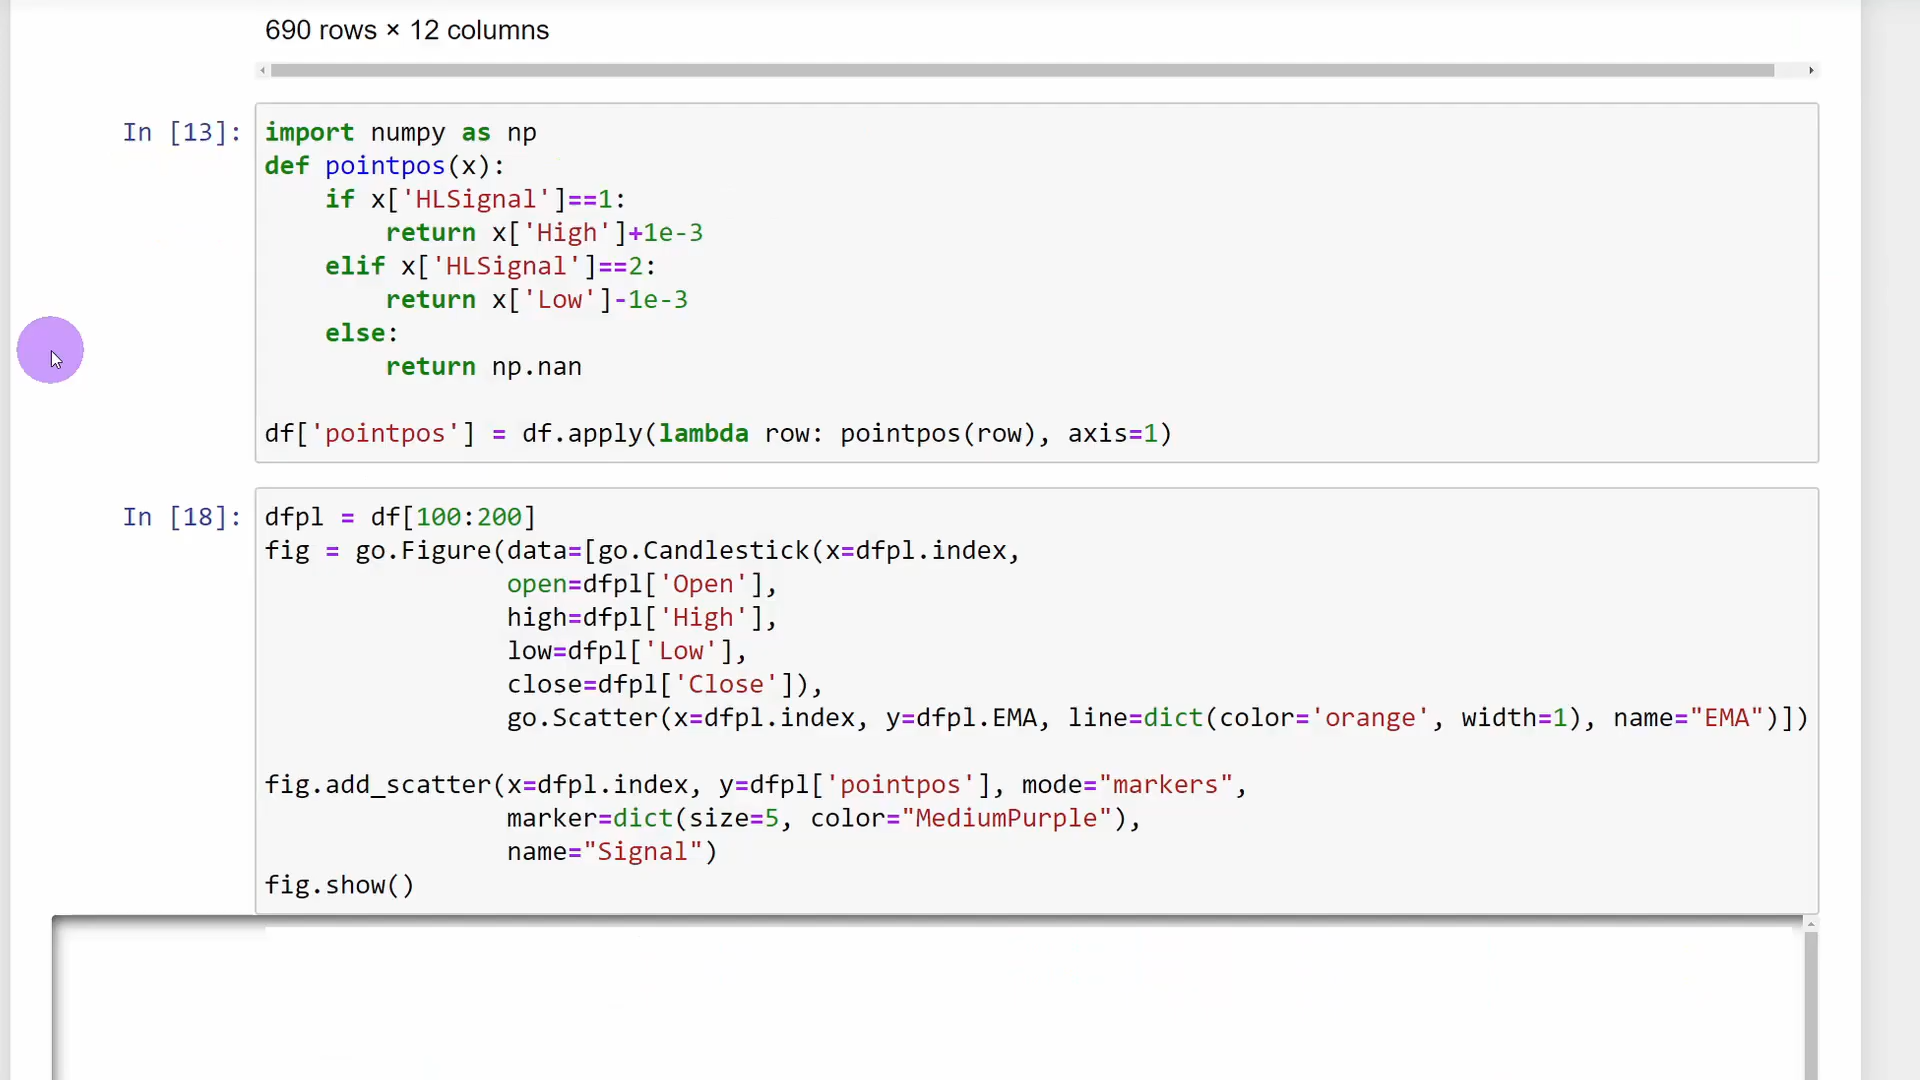 690 rows × 12 columns
In [13]:
import numpy as np
def pointpos(x):
    if x['HLSignal']==1:
        return x['High']+1e-3
    elif x['HLSignal']==2:
        return x['Low']-1e-3
    else:
        return np.nan
df['pointpos'] = df.apply(lambda row: pointpos(row), axis=1)
In [18]:
dfpl = df[100:200]
fig = go.Figure(data=[go.Candlestick(x=dfpl.index,
                open=dfpl['Open'],
                high=dfpl['High'],
                low=dfpl['Low'],
                close=dfpl['Close']),
                go.Scatter(x=dfpl.index, y=dfpl.EMA, line=dict(color='orange', width=1), name="EMA")])
fig.add_scatter(x=dfpl.index, y=dfpl['pointpos'], mode="markers",
                marker=dict(size=5, color="MediumPurple"),
                name="Signal")
fig.show()